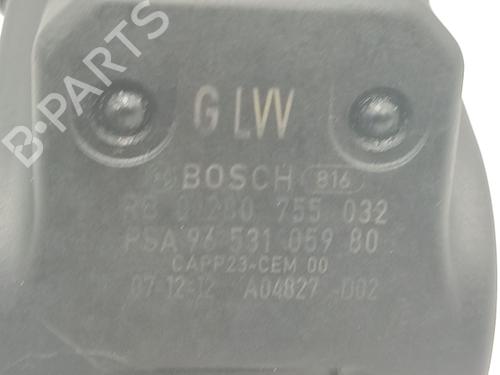 B-PARTS
G LW
BOSCH 816
RB 0 280 755 032
PSA 96 531 059 80
CAPP23-CEM 00
07-12-12 A04827 D02